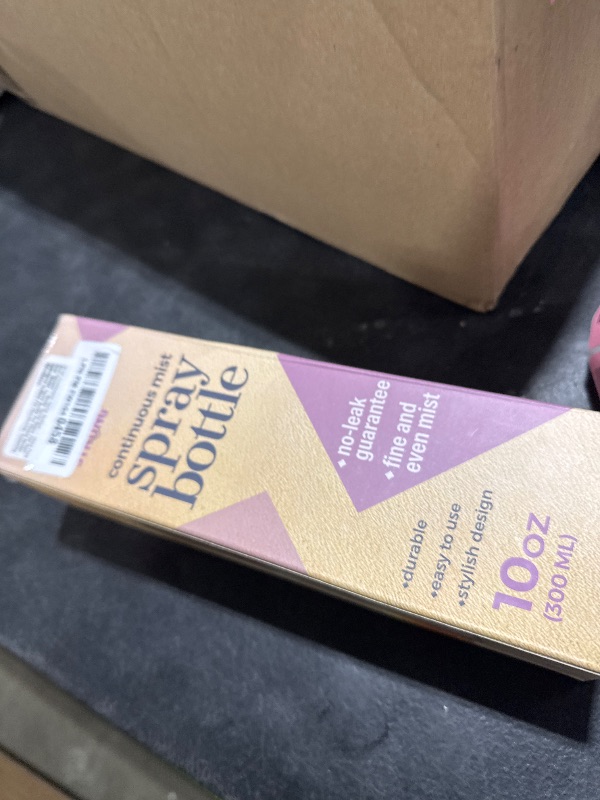 continuous mist
spray
bottle
• no-leak
guarantee
• fine and
even mist
•durable
•easy to use
•stylish design
10oz
(300 ML)